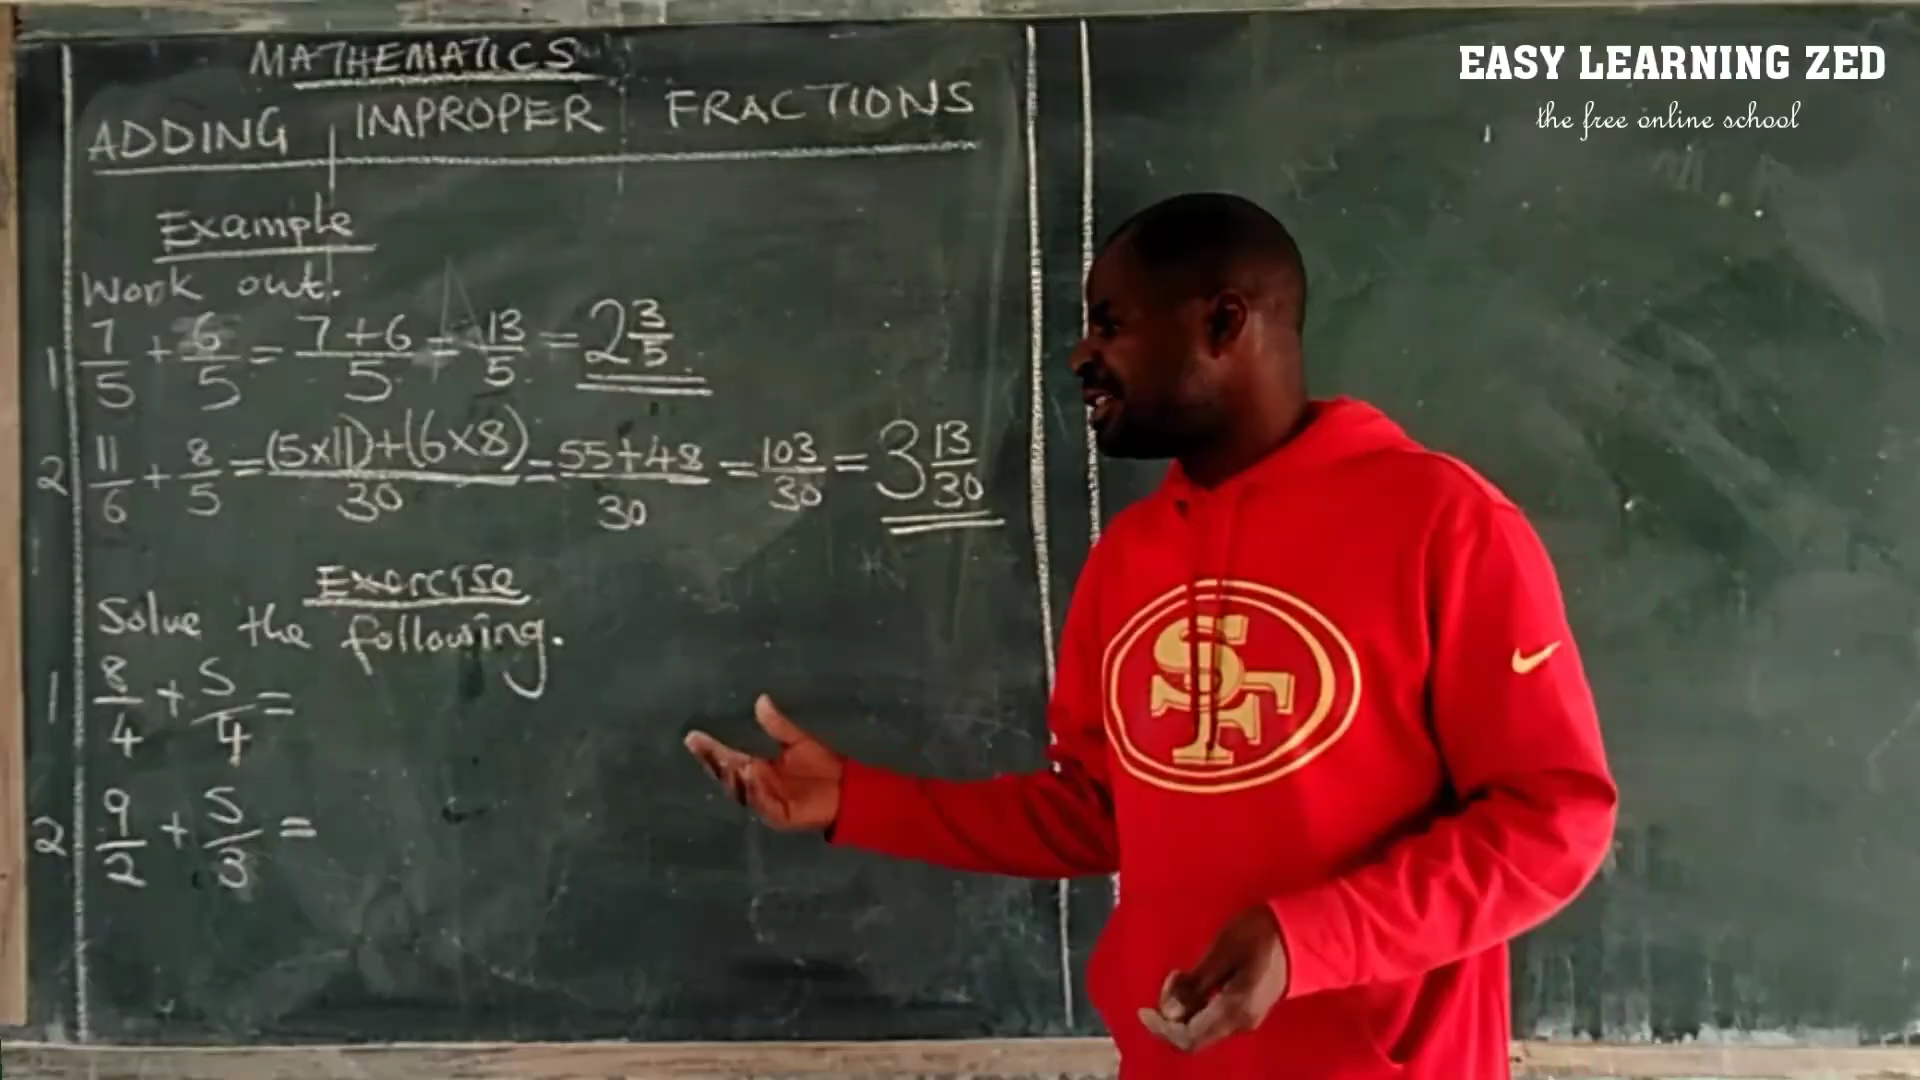 MATHEMATICS
ADDING IMPROPER FRACTIONS
Example
Work out!
1 7/5 + 6/5 = 7+6/5 = 13/5 = 2 3/5
2 11/6 + 8/5 = (5x11)+(6x8)/30 = 55+48/30 = 103/30 = 3 13/30
Exercise
Solve the following.
1 8/4 + 5/4 =
2 9/2 + 5/3 =
EASY LEARNING ZED
the free online school
SF